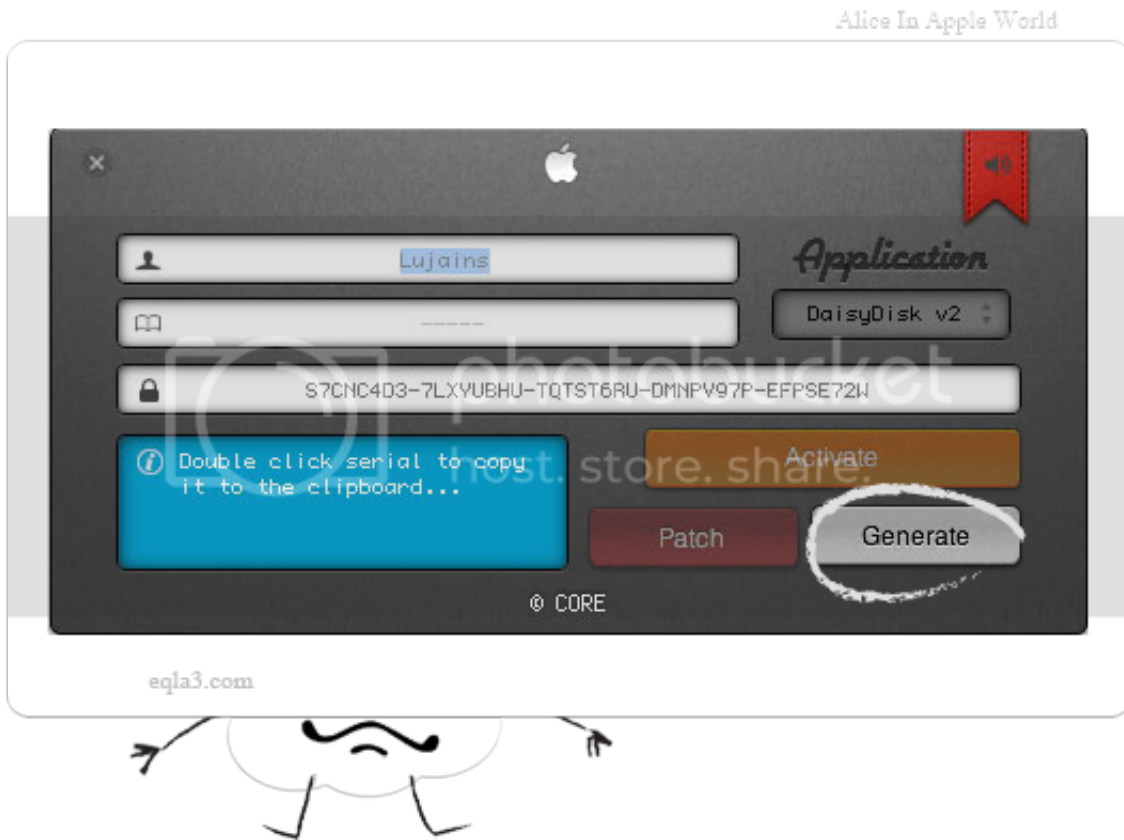 Alice In Apple World
Lujains
-----
Application
DaisyDisk v2
S7CNC4D3-7LXYUBHU-TQTST6RU-DMNPV97P-EFPSE72W
photobucket
host. store. share.
Double click serial to copy
it to the clipboard...
Activate
Patch
Generate
© CORE
eqla3.com